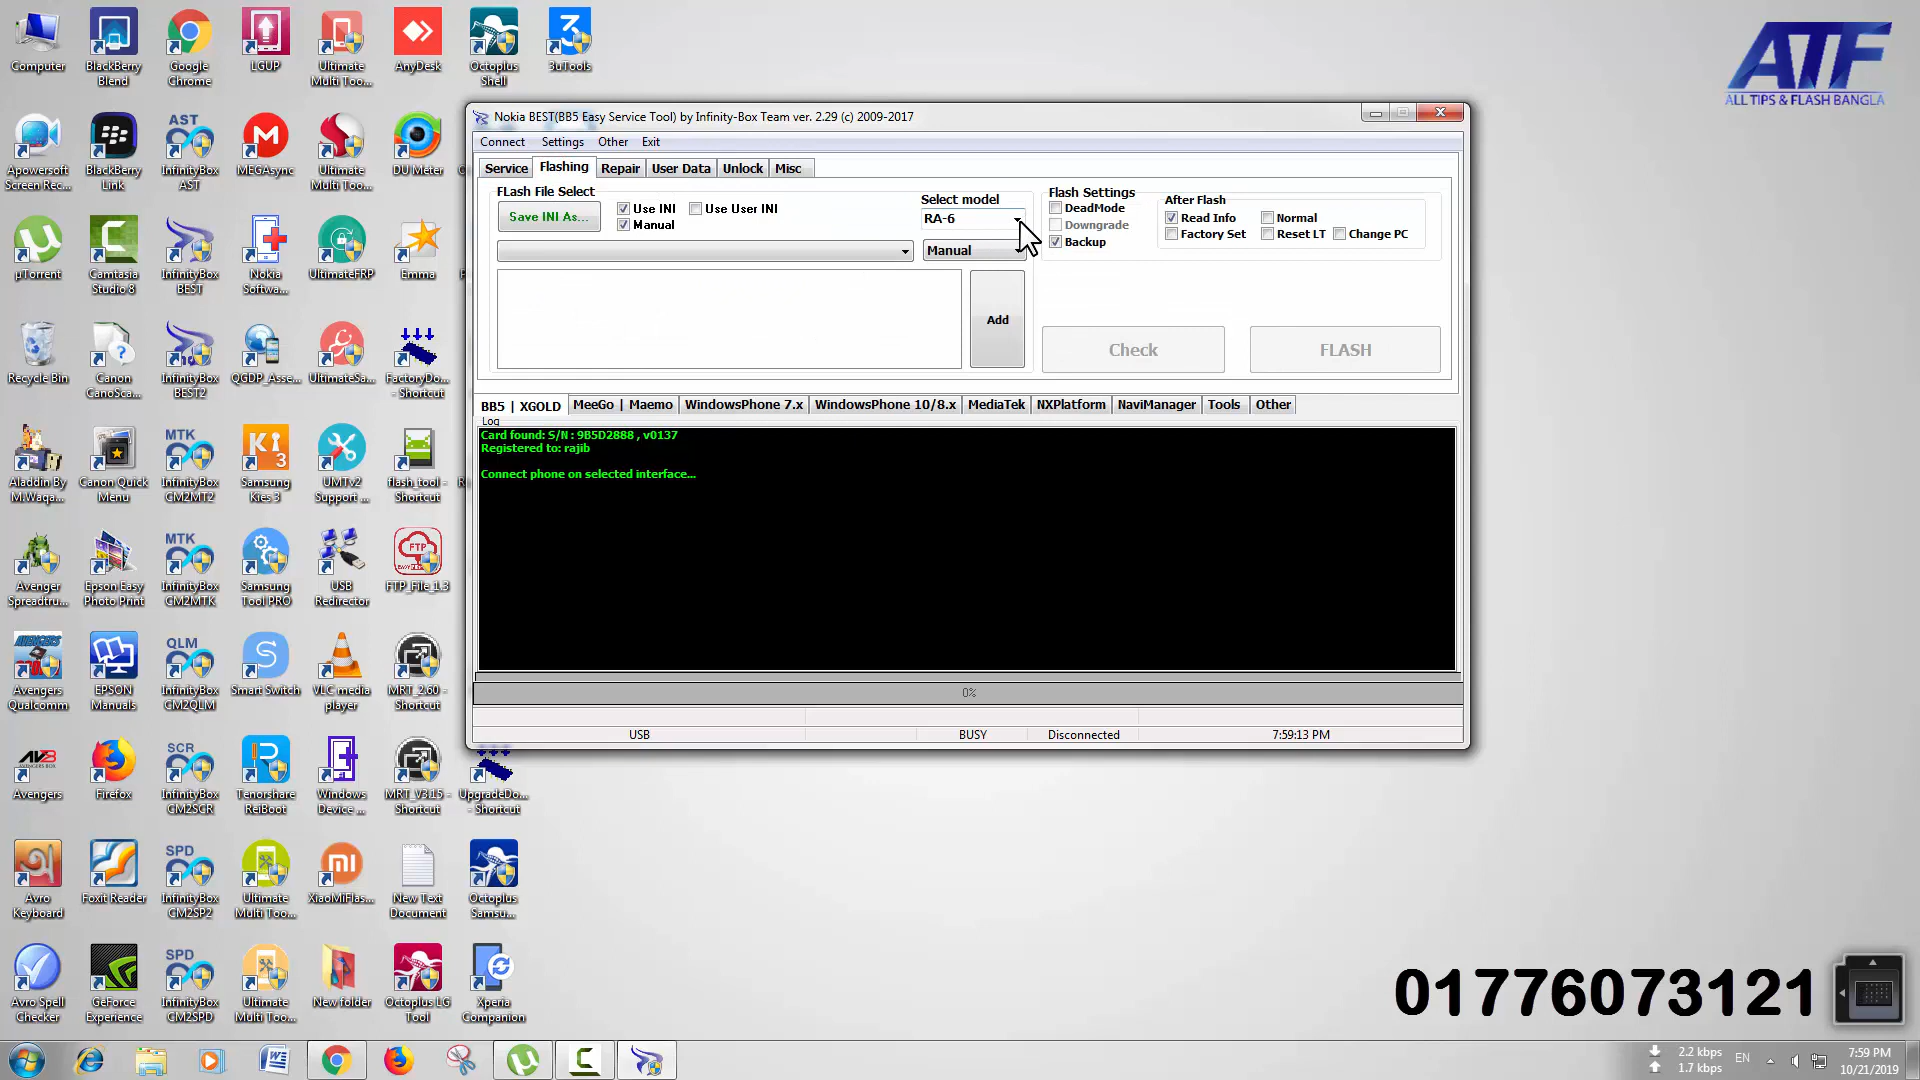 Computer
BlackBerry Blend
Google Chrome
LGUP
Ultimate Multi Too...
AnyDesk
Octoplus Shell
3uTools
ATF
ALL TIPS & FLASH BANGLA
Nokia BEST(BB5 Easy Service Tool) by Infinity-Box Team ver. 2.29 (c) 2009-2017
Connect Settings Other Exit
Service Flashing Repair User Data Unlock Misc
FLash File Select
Save INI As...
Use INI Use User INI
Manual
Select model
RA-6
Manual
Add
Flash Settings
DeadMode
Downgrade
Backup
After Flash
Read Info Normal
Factory Set Reset LT Change PC
Check
FLASH
BB5 | XGOLD MeeGo | Maemo WindowsPhone 7.x WindowsPhone 10/8.x MediaTek NXPlatform NaviManager Tools Other
Log
Card found: S/N : 9B5D2888 , v0137
Registered to: rajib
Connect phone on selected interface...
0%
USB BUSY Disconnected 7:59:13 PM
Apowersoft Screen Rec...
BlackBerry Link
AST
InfinityBox AST
MEGAsync
Ultimate Multi Too...
DU Meter
µTorrent
Camtasia Studio 8
InfinityBox BEST
Nokia Softwa...
UltimateFRP
Emma
Recycle Bin
Canon CanoSca...
InfinityBox BEST2
QGDP_Asse...
UltimateSa...
FactoryDo... - Shortcut
Aladdin By M.Waqa...
Canon Quick Menu
MTK
InfinityBox CM2MT2
Samsung Kies 3
UMTv2 Support ...
flash_tool - Shortcut
Avenger Spreadtru...
Epson Easy Photo Print
MTK
InfinityBox CM2MTK
Samsung Tool PRO
USB Redirector
FTP
FTP_File_1.3
AVENGERS
Avengers Qualcomm
EPSON Manuals
QLM
InfinityBox CM2QLM
Smart Switch
VLC media player
MRT_2.60 - Shortcut
AVB
Avengers
Firefox
SCR
InfinityBox CM2SCR
Tenorshare ReiBoot
Windows Device ...
MRT_V3.15 - Shortcut
UpgradeDo... - Shortcut
Avro Keyboard
Foxit Reader
SPD
InfinityBox CM2SP2
Ultimate Multi Too...
XiaoMiFlas...
New Text Document
Octoplus Samsu...
Avro Spell Checker
GeForce Experience
SPD
InfinityBox CM2SPD
Ultimate Multi Too...
New folder
Octoplus LG Tool
Xperia Companion
01776073121
2.2 kbps
1.7 kbps
EN
7:59 PM
10/21/2019